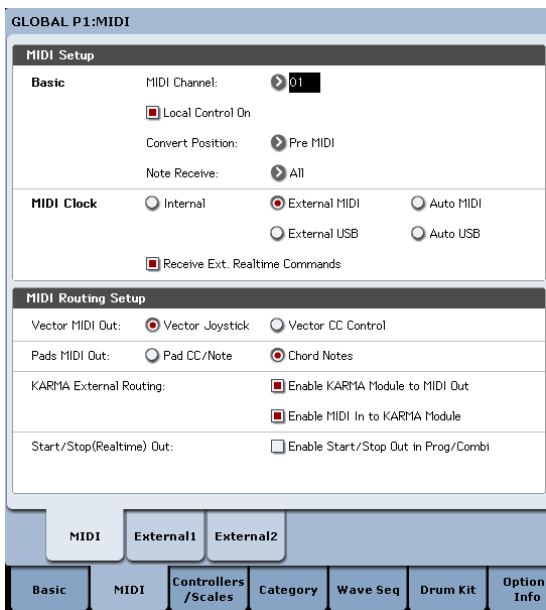 GLOBAL P1:MIDI
MIDI Setup
Basic MIDI Channel: 01
Local Control On
Convert Position: Pre MIDI
Note Receive: All
MIDI Clock Internal External MIDI Auto MIDI
External USB Auto USB
Receive Ext. Realtime Commands
MIDI Routing Setup
Vector MIDI Out: Vector Joystick Vector CC Control
Pads MIDI Out: Pad CC/Note Chord Notes
KARMA External Routing: Enable KARMA Module to MIDI Out
Enable MIDI In to KARMA Module
Start/Stop(Realtime) Out: Enable Start/Stop Out in Prog/Combi
MIDI External1 External2
Basic MIDI Controllers /Scales Category Wave Seq Drum Kit Option Info